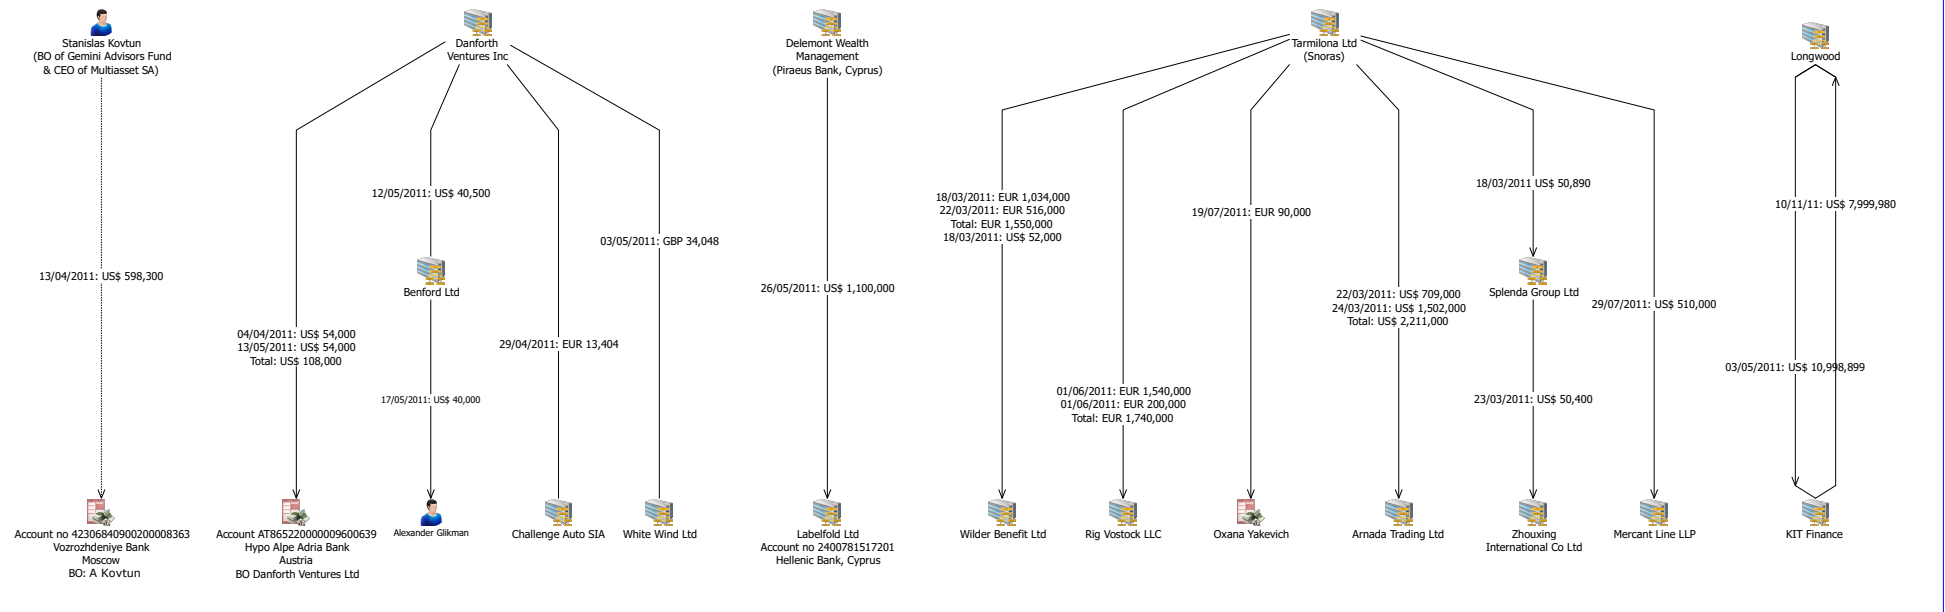 Stanislas Kovtun
(BO of Gemini Advisors Fund
& CEO of Multiasset SA)
Danforth
Ventures Inc
Delemont Wealth
Management
(Piraeus Bank, Cyprus)
Tarmilona Ltd
(Snoras)
Longwood
13/04/2011: US$ 598,300
04/04/2011: US$ 54,000
13/05/2011: US$ 54,000
Total: US$ 108,000
12/05/2011: US$ 40,500
Benford Ltd
17/05/2011: US$ 40,000
29/04/2011: EUR 13,404
03/05/2011: GBP 34,048
26/05/2011: US$ 1,100,000
18/03/2011: EUR 1,034,000
22/03/2011: EUR 516,000
Total: EUR 1,550,000
18/03/2011: US$ 52,000
01/06/2011: EUR 1,540,000
01/06/2011: EUR 200,000
Total: EUR 1,740,000
19/07/2011: EUR 90,000
22/03/2011: US$ 709,000
24/03/2011: US$ 1,502,000
Total: US$ 2,211,000
18/03/2011 US$ 50,890
Splenda Group Ltd
23/03/2011: US$ 50,400
29/07/2011: US$ 510,000
10/11/11: US$ 7,999,980
03/05/2011: US$ 10,998,899
Account no 42306840900200008363
Vozrozhdeniye Bank
Moscow
BO: A Kovtun
Account AT865220000009600639
Hypo Alpe Adria Bank
Austria
BO Danforth Ventures Ltd
Alexander Glikman
Challenge Auto SIA
White Wind Ltd
Labelfold Ltd
Account no 2400781517201
Hellenic Bank, Cyprus
Wilder Benefit Ltd
Rig Vostock LLC
Oxana Yakevich
Arnada Trading Ltd
Zhouxing
International Co Ltd
Mercant Line LLP
KIT Finance